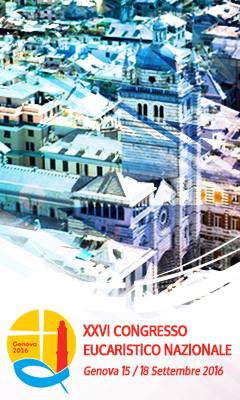 XXVI CONGRESSO
EUCARISTICO NAZIONALE
Genova
2016
Genova 15 / 18 Settembre 2016